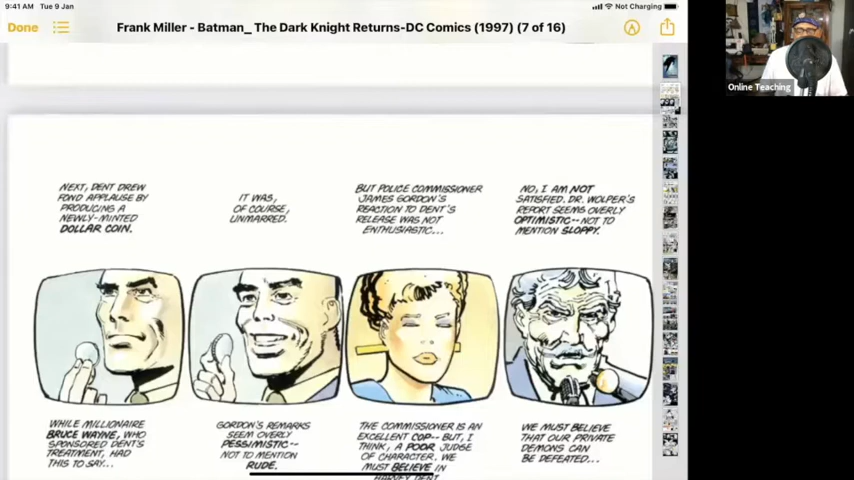 9:41 AM Tue 9 Jan
Not Charging
Done
Frank Miller - Batman_ The Dark Knight Returns-DC Comics (1997) (7 of 16)
Online Teaching
NEXT, DENT DREW
FOND APPLAUSE BY
PRODUCING A
NEWLY-MINTED
DOLLAR COIN.
IT WAS,
OF COURSE,
UNMARRED.
BUT POLICE COMMISSIONER
JAMES GORDON'S
REACTION TO DENT'S
RELEASE WAS NOT
ENTHUSIASTIC...
NO, I AM NOT
SATISFIED. DR. WOLPER'S
REPORT SEEMS OVERLY
OPTIMISTIC--NOT TO
MENTION SLOPPY.
WHILE MILLIONAIRE
BRUCE WAYNE, WHO
SPONSORED DENT'S
TREATMENT, HAD
THIS TO SAY...
GORDON'S REMARKS
SEEM OVERLY
PESSIMISTIC--
NOT TO MENTION
RUDE.
THE COMMISSIONER IS AN
EXCELLENT COP--BUT, I
THINK, A POOR JUDGE
OF CHARACTER. WE
MUST BELIEVE IN
HARVEY DENT
WE MUST BELIEVE
THAT OUR PRIVATE
DEMONS CAN
BE DEFEATED...